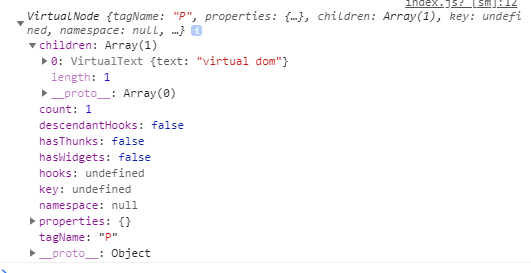 index.js? [sm]:12
VirtualNode {tagName: "P", properties: {…}, children: Array(1), key: undefi
ned, namespace: null, …} i
children: Array(1)
0: VirtualText {text: "virtual dom"}
length: 1
__proto__: Array(0)
count: 1
descendantHooks: false
hasThunks: false
hasWidgets: false
hooks: undefined
key: undefined
namespace: null
properties: {}
tagName: "P"
__proto__: Object